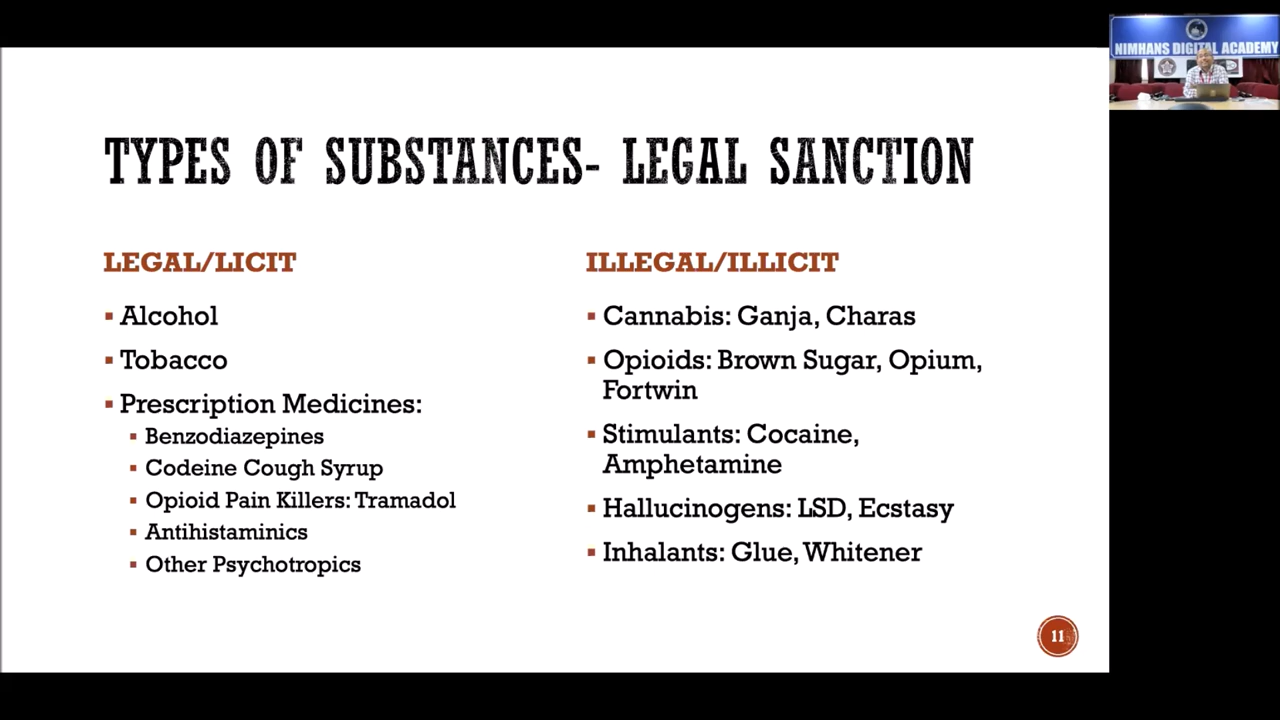 NIMHANS DIGITAL ACADEMY
TYPES OF SUBSTANCES- LEGAL SANCTION
LEGAL/LICIT
▪ Alcohol
▪ Tobacco
▪ Prescription Medicines:
▪ Benzodiazepines
▪ Codeine Cough Syrup
▪ Opioid Pain Killers: Tramadol
▪ Antihistaminics
▪ Other Psychotropics
ILLEGAL/ILLICIT
▪ Cannabis: Ganja, Charas
▪ Opioids: Brown Sugar, Opium,
Fortwin
▪ Stimulants: Cocaine,
Amphetamine
▪ Hallucinogens: LSD, Ecstasy
▪ Inhalants: Glue, Whitener
11